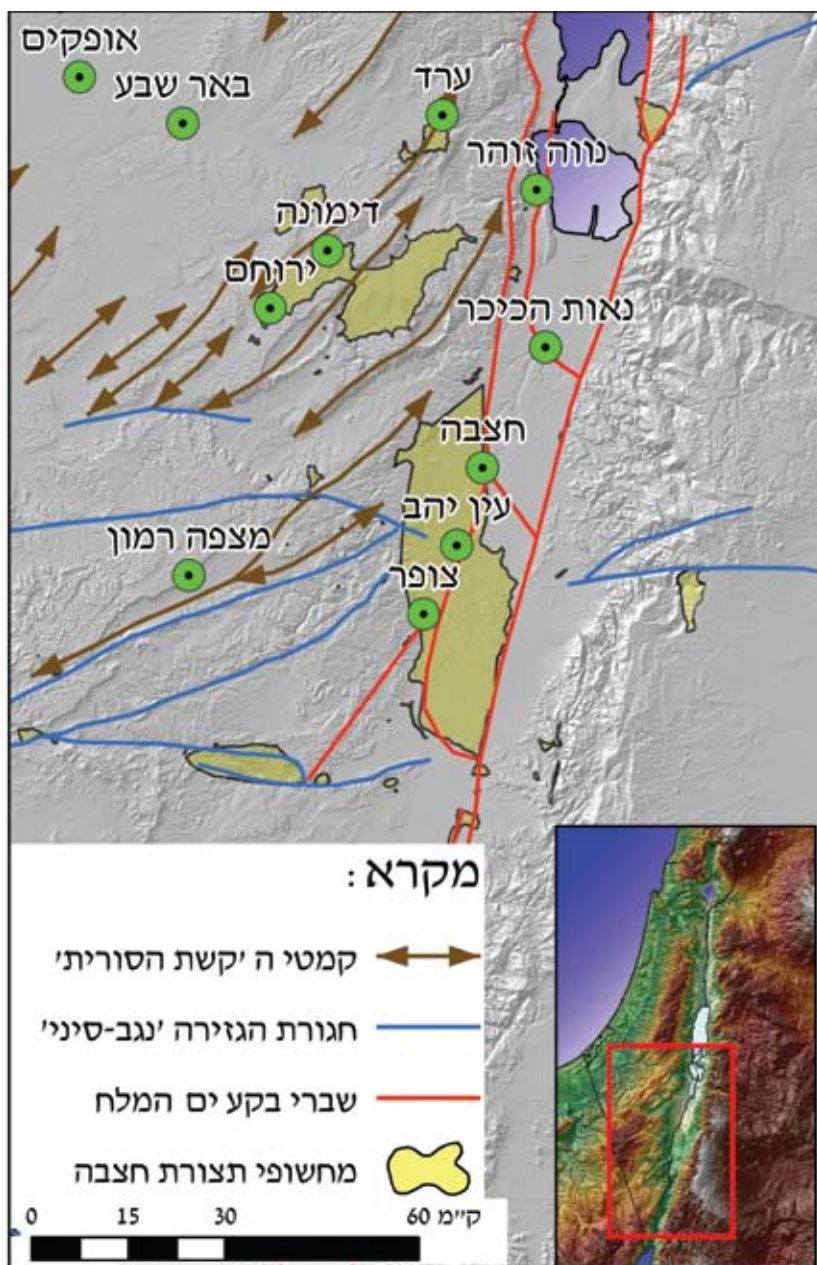 אופקים
באר שבע
ערד
נווה זוהר
דימונה
ירוחם
נאות הכיכר
חצבה
עין יהב
מצפה רמון
צופר
מקרא :
קמטי ה 'קשת הסורית'
חגורת הגזירה 'נגב-סיני'
שברי בקע ים המלח
מחשופי תצורת חצבה
0 15 30 60 ק"מ